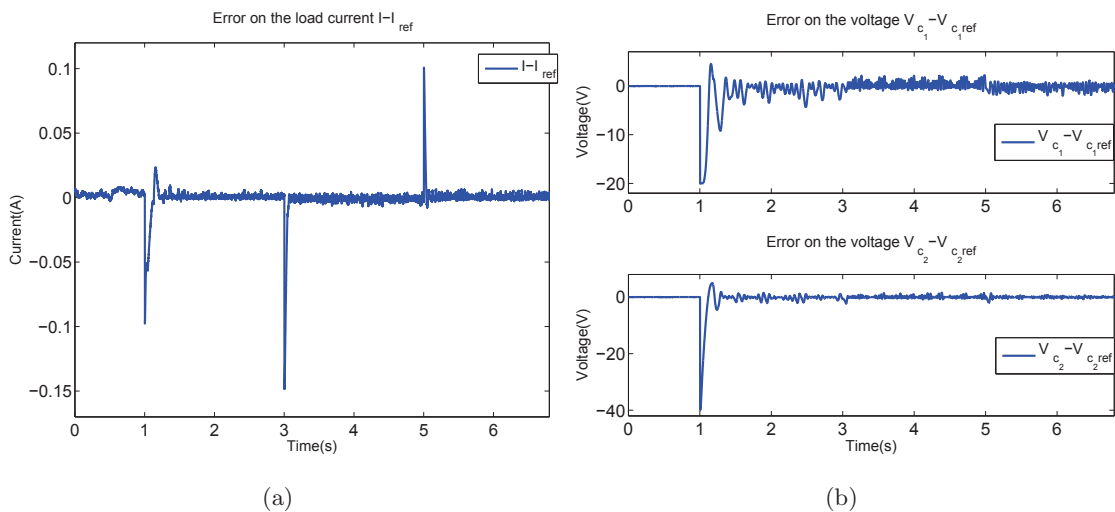 Error on the load current I−I ref
I−I ref
0.1
0.05
0
−0.05
−0.1
−0.15
Current(A)
0 1 2 3 4 5 6
Time(s)
(a)
Error on the voltage V c1−V c1ref
0
−10
−20
Voltage(V)
V c1−V c1ref
0 1 2 3 4 5 6
Error on the voltage V c2−V c2ref
0
−20
−40
Voltage(V)
V c2−V c2ref
0 1 2 3 4 5 6
Time(s)
(b)